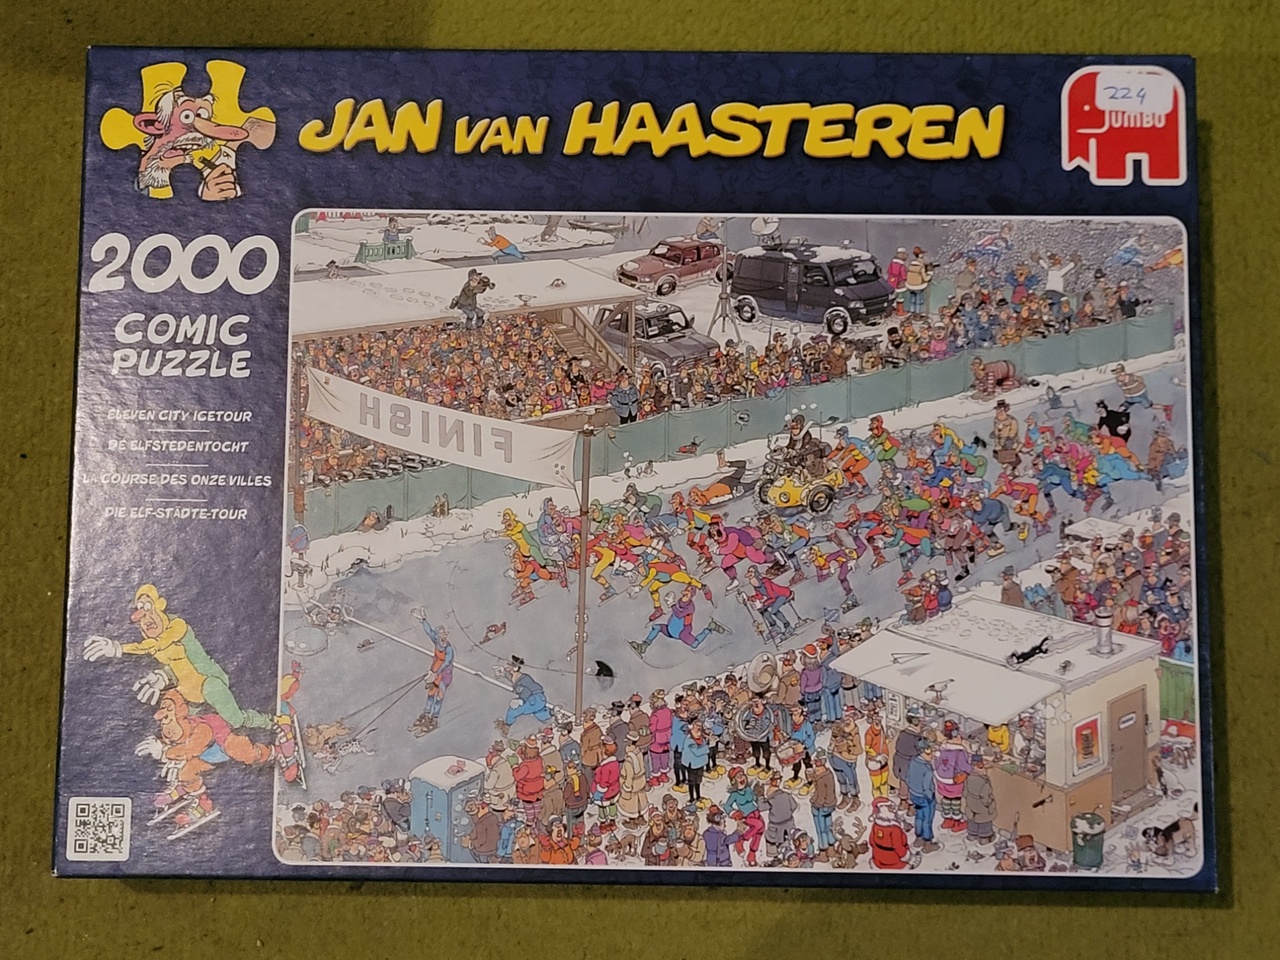 JAN VAN HAASTEREN
224
JUMBO
2000
COMIC
PUZZLE
ELEVEN CITY ICETOUR
DE ELFSTEDENTOCHT
LA COURSE DES ONZE VILLES
DIE ELF-STÄDTE-TOUR
FINISH